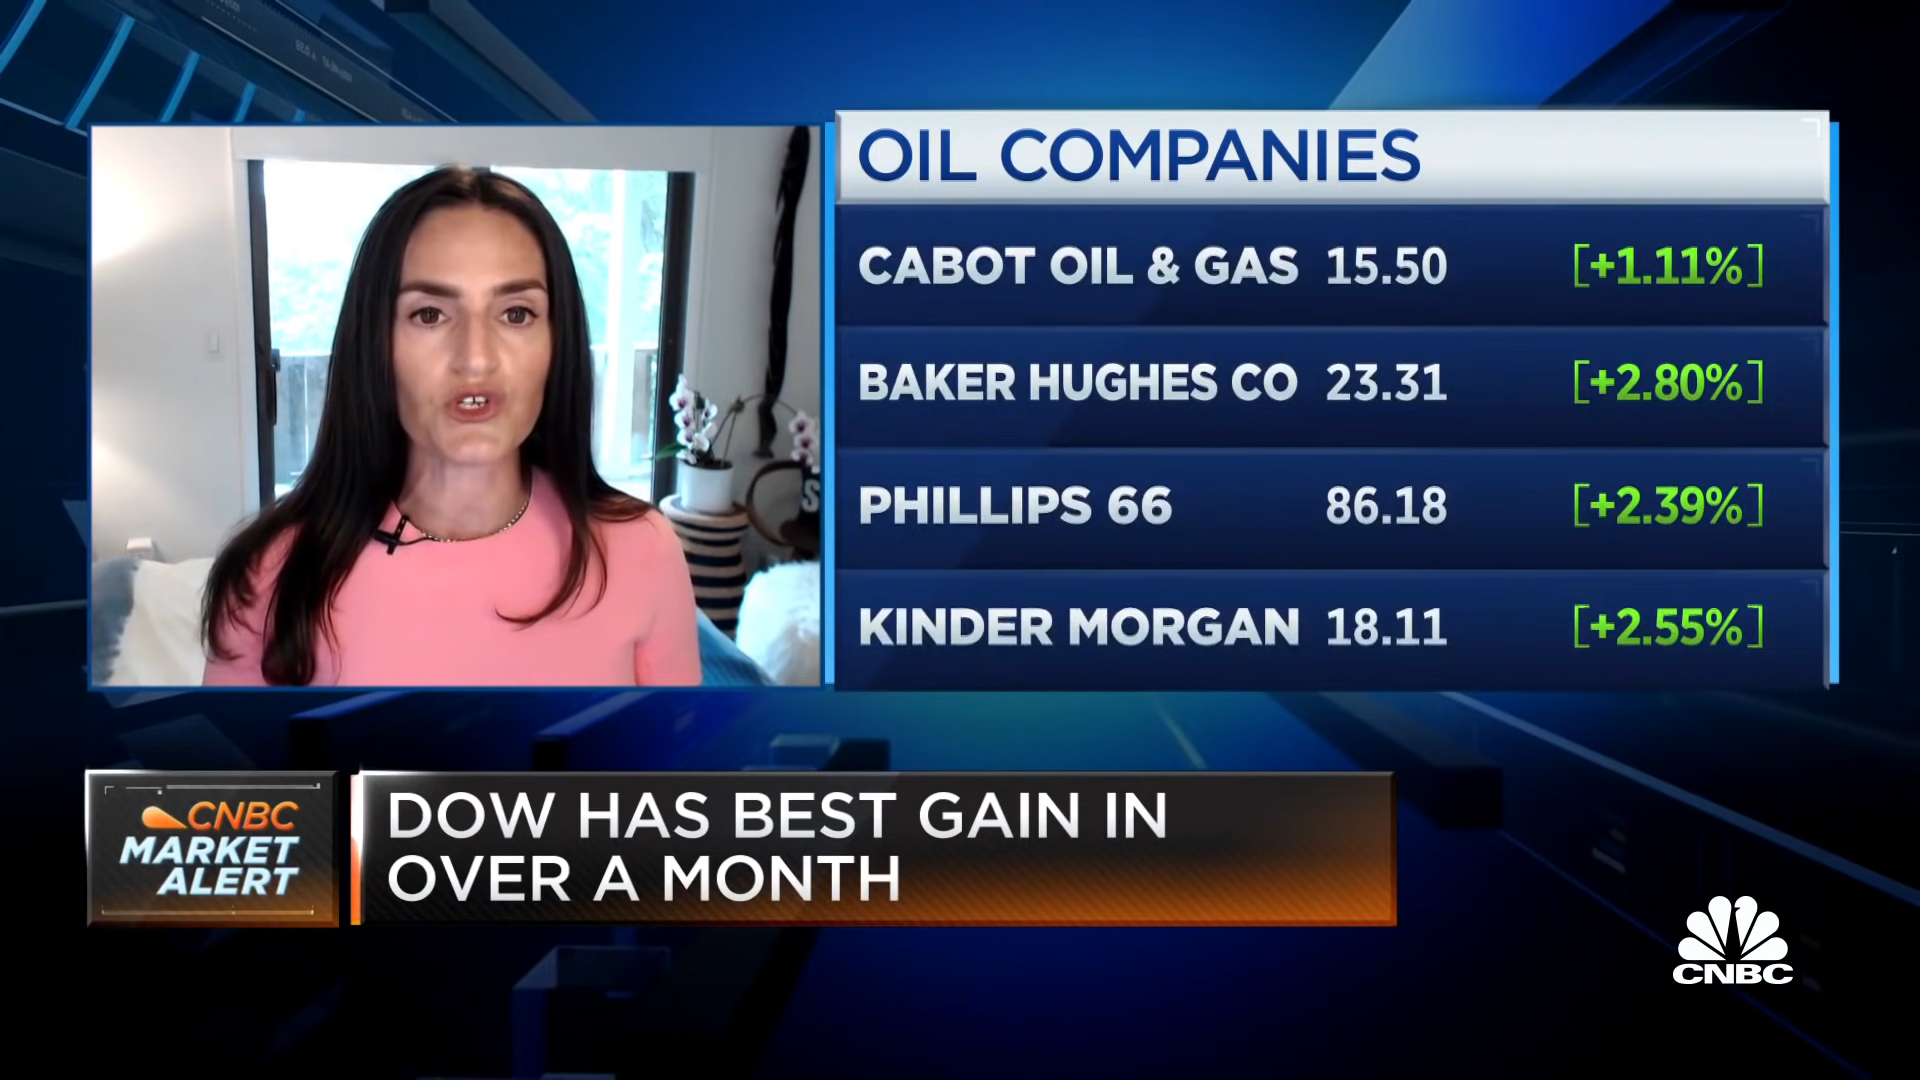 OIL COMPANIES
CABOT OIL & GAS 15.50 [+1.11%]
BAKER HUGHES CO 23.31 [+2.80%]
PHILLIPS 66 86.18 [+2.39%]
KINDER MORGAN 18.11 [+2.55%]
CNBC
MARKET
ALERT
DOW HAS BEST GAIN IN
OVER A MONTH
CNBC